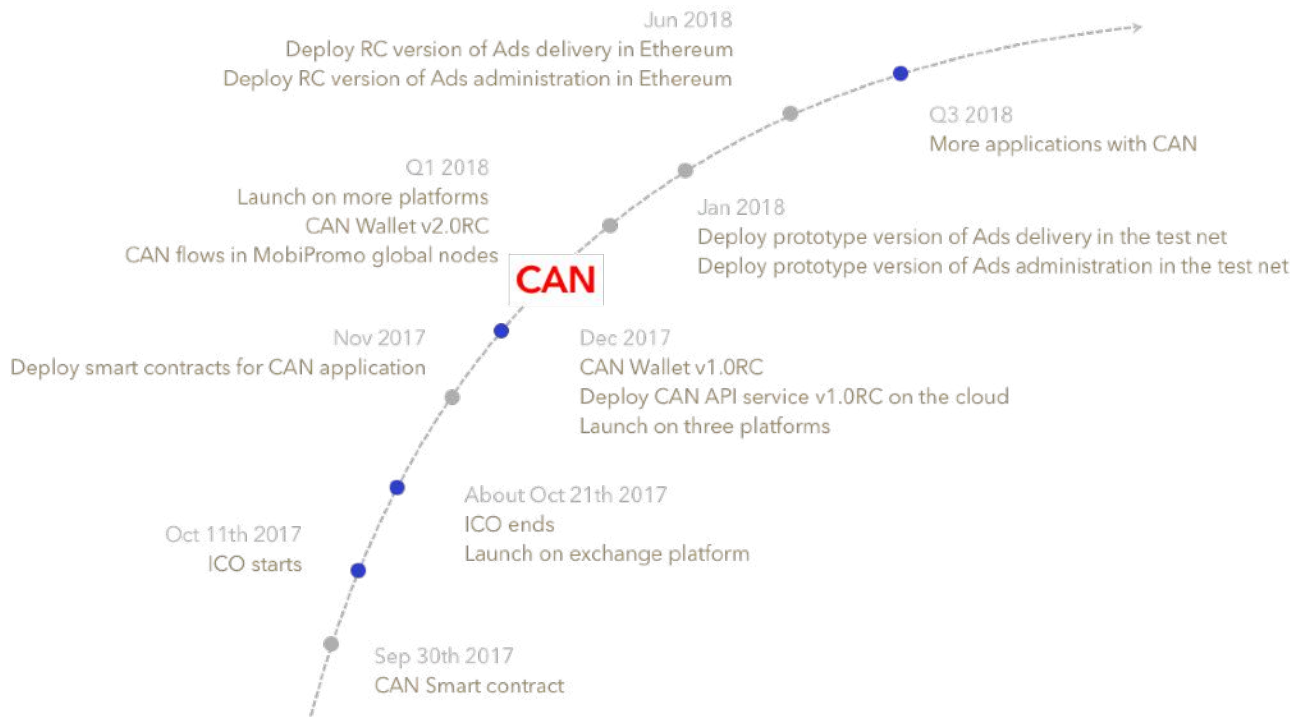 Jun 2018
Deploy RC version of Ads delivery in Ethereum
Deploy RC version of Ads administration in Ethereum
Q3 2018
More applications with CAN
Q1 2018
Launch on more platforms
CAN Wallet v2.0RC
CAN flows in MobiPromo global nodes
Jan 2018
Deploy prototype version of Ads delivery in the test net
Deploy prototype version of Ads administration in the test net
CAN
Nov 2017
Deploy smart contracts for CAN application
Dec 2017
CAN Wallet v1.0RC
Deploy CAN API service v1.0RC on the cloud
Launch on three platforms
About Oct 21th 2017
ICO ends
Launch on exchange platform
Oct 11th 2017
ICO starts
Sep 30th 2017
CAN Smart contract